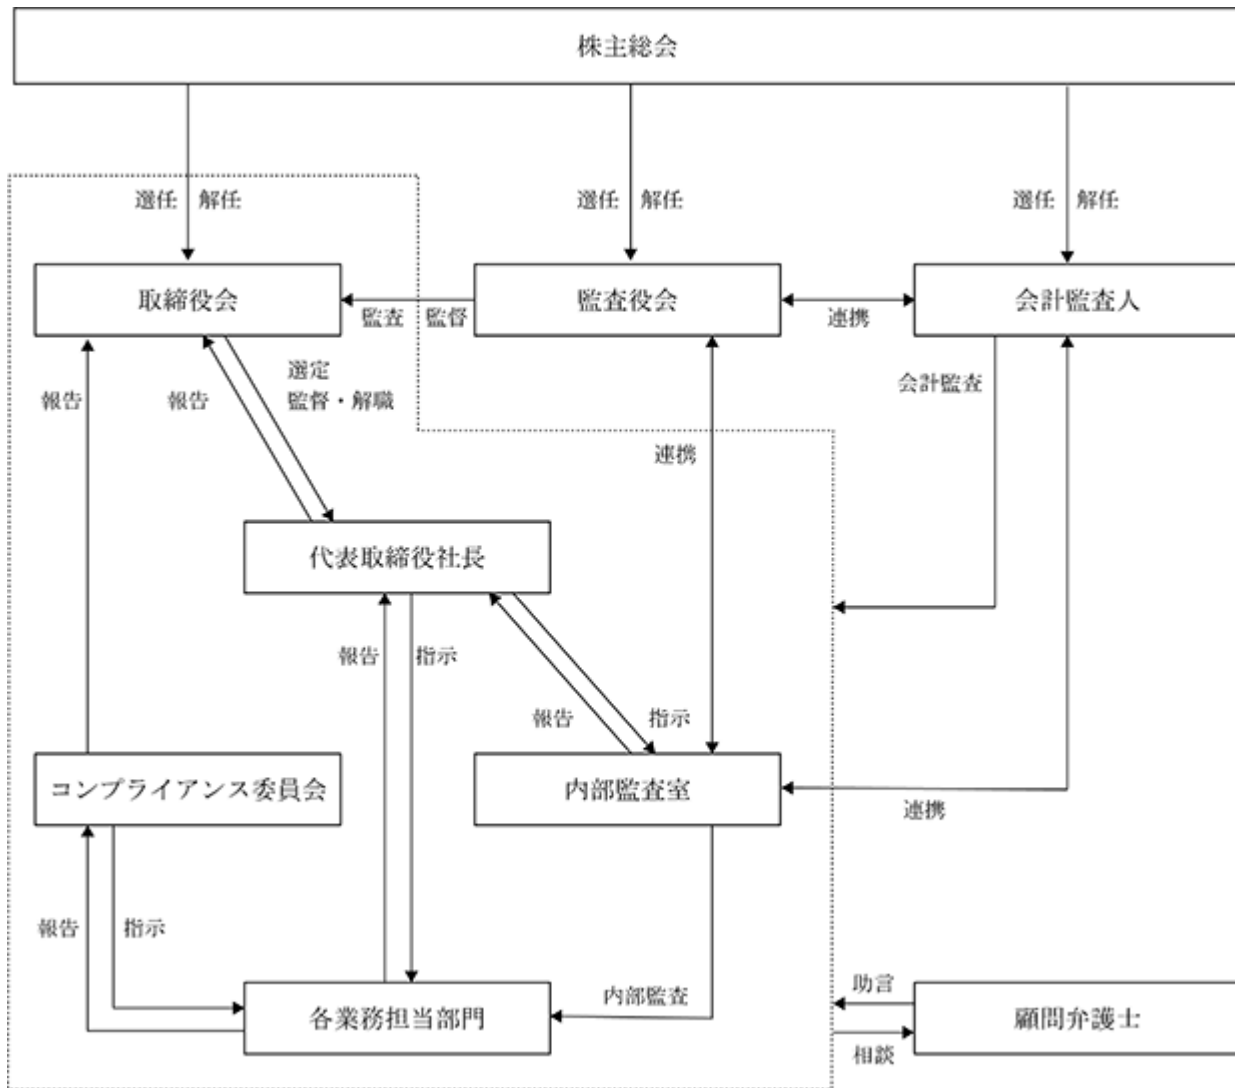 株主総会
選任 解任
選任 解任
選任 解任
取締役会
監査役会
会計監査人
監査 監督
連携
会計監査
報告
報告
選定
監督・解職
連携
代表取締役社長
報告
指示
報告
指示
コンプライアンス委員会
内部監査室
連携
報告
指示
内部監査
各業務担当部門
助言
顧問弁護士
相談